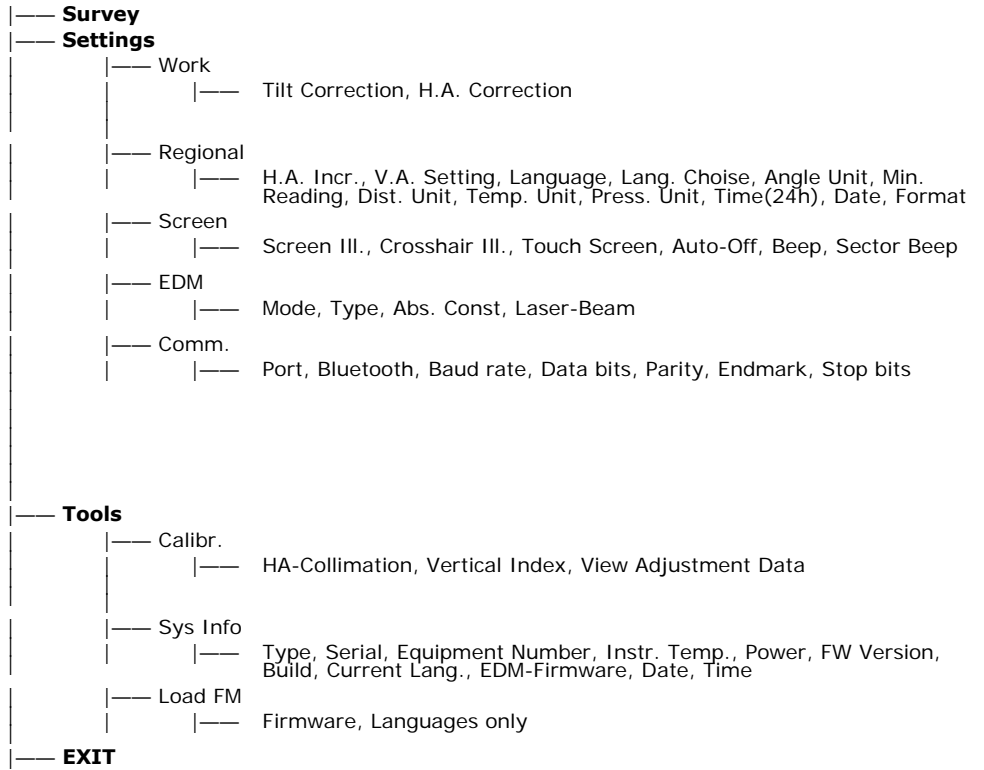 Survey
Settings
Work
Tilt Correction, H.A. Correction
Regional
H.A. Incr., V.A. Setting, Language, Lang. Choise, Angle Unit, Min.
Reading, Dist. Unit, Temp. Unit, Press. Unit, Time(24h), Date, Format
Screen
Screen Ill., Crosshair Ill., Touch Screen, Auto-Off, Beep, Sector Beep
EDM
Mode, Type, Abs. Const, Laser-Beam
Comm.
Port, Bluetooth, Baud rate, Data bits, Parity, Endmark, Stop bits
Tools
Calibr.
HA-Collimation, Vertical Index, View Adjustment Data
Sys Info
Type, Serial, Equipment Number, Instr. Temp., Power, FW Version,
Build, Current Lang., EDM-Firmware, Date, Time
Load FM
Firmware, Languages only
EXIT